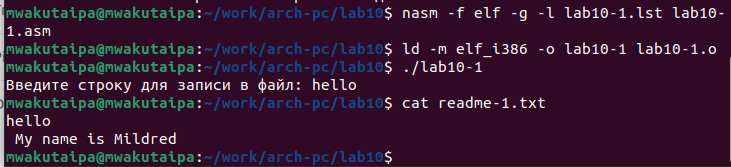 mwakutaipa@mwakutaipa:~/work/arch-pc/lab10$ nasm -f elf -g -l lab10-1.lst lab10-
1.asm
mwakutaipa@mwakutaipa:~/work/arch-pc/lab10$ ld -m elf_i386 -o lab10-1 lab10-1.o
mwakutaipa@mwakutaipa:~/work/arch-pc/lab10$ ./lab10-1
Введите строку для записи в файл: hello
mwakutaipa@mwakutaipa:~/work/arch-pc/lab10$ cat readme-1.txt
hello
 My name is Mildred
mwakutaipa@mwakutaipa:~/work/arch-pc/lab10$